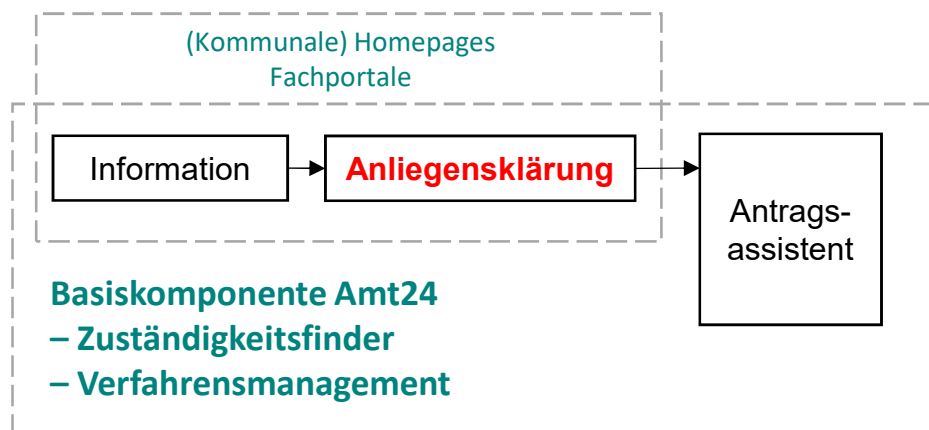 (Kommunale) Homepages
Fachportale
Information
Anliegensklärung
Antrags-
assistent
Basiskomponente Amt24
– Zuständigkeitsfinder
– Verfahrensmanagement